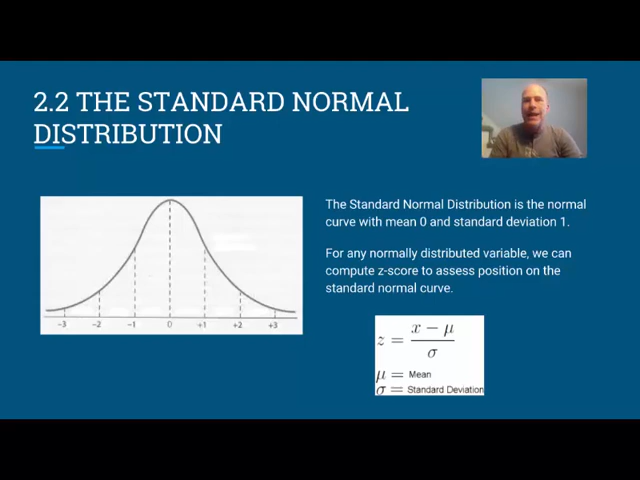 2.2 THE STANDARD NORMAL
DISTRIBUTION
The Standard Normal Distribution is the normal
curve with mean 0 and standard deviation 1.
For any normally distributed variable, we can
compute z-score to assess position on the
standard normal curve.
−3 −2 −1 0 +1 +2 +3
z = (x − μ) / σ
μ = Mean
σ = Standard Deviation